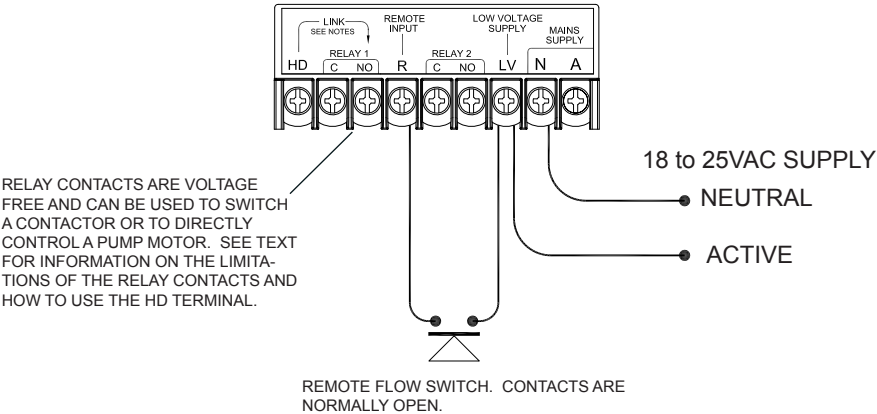 LINK
SEE NOTES
REMOTE
INPUT
LOW VOLTAGE
SUPPLY
MAINS
SUPPLY
RELAY 1
RELAY 2
HD C NO R C NO LV N A
18 to 25VAC SUPPLY
NEUTRAL
ACTIVE
RELAY CONTACTS ARE VOLTAGE
FREE AND CAN BE USED TO SWITCH
A CONTACTOR OR TO DIRECTLY
CONTROL A PUMP MOTOR. SEE TEXT
FOR INFORMATION ON THE LIMITA-
TIONS OF THE RELAY CONTACTS AND
HOW TO USE THE HD TERMINAL.
REMOTE FLOW SWITCH. CONTACTS ARE
NORMALLY OPEN.